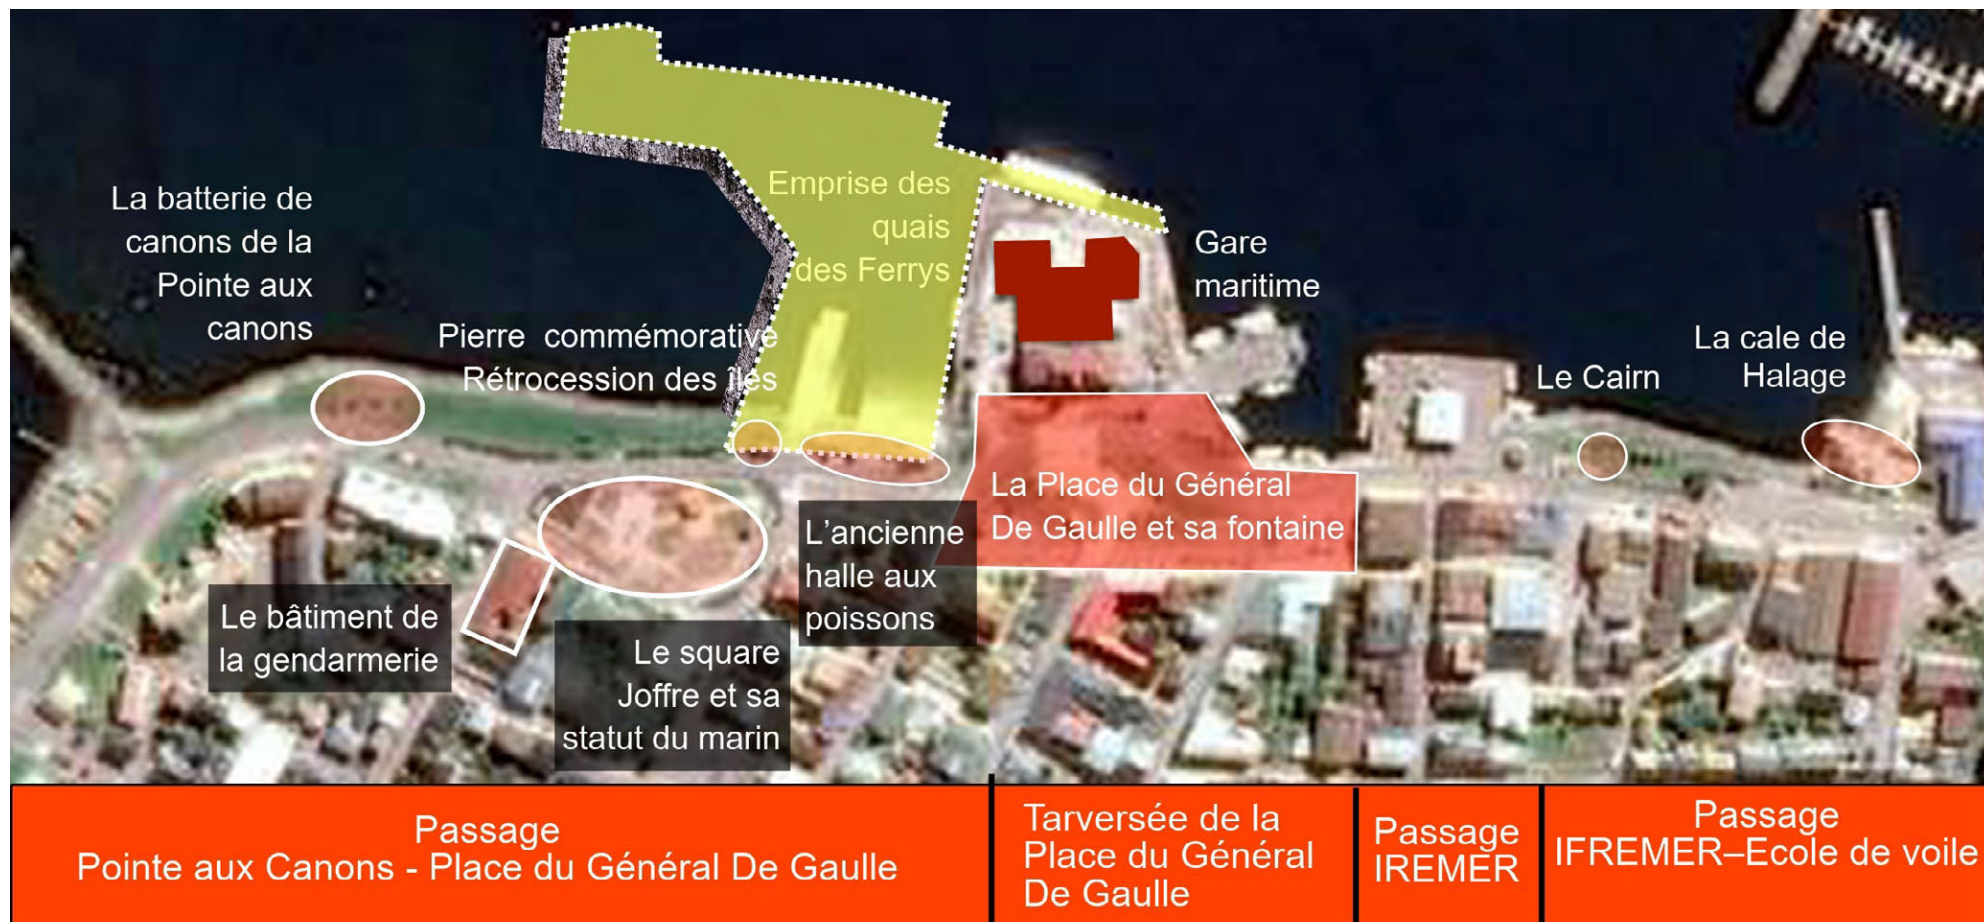 La batterie de
canons de la
Pointe aux
canons
Pierre commémorative
Rétrocession des îles
Emprise des
quais
des Ferrys
Gare
maritime
Le Cairn
La cale de
Halage
La Place du Général
De Gaulle et sa fontaine
L'ancienne
halle aux
poissons
Le bâtiment de
la gendarmerie
Le square
Joffre et sa
statut du marin
Passage
Pointe aux Canons - Place du Général De Gaulle
Tarversée de la
Place du Général
De Gaulle
Passage
IREMER
Passage
IFREMER–Ecole de voile